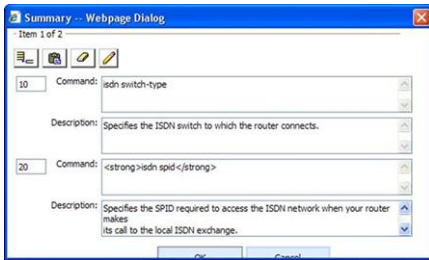 Summary -- Webpage Dialog
Item 1 of 2
10
Command:
isdn switch-type
Description:
Specifies the ISDN switch to which the router connects.
20
Command:
<strong>isdn spid</strong>
Description:
Specifies the SPID required to access the ISDN network when your router
makes
its call to the local ISDN exchange.
OK
Cancel